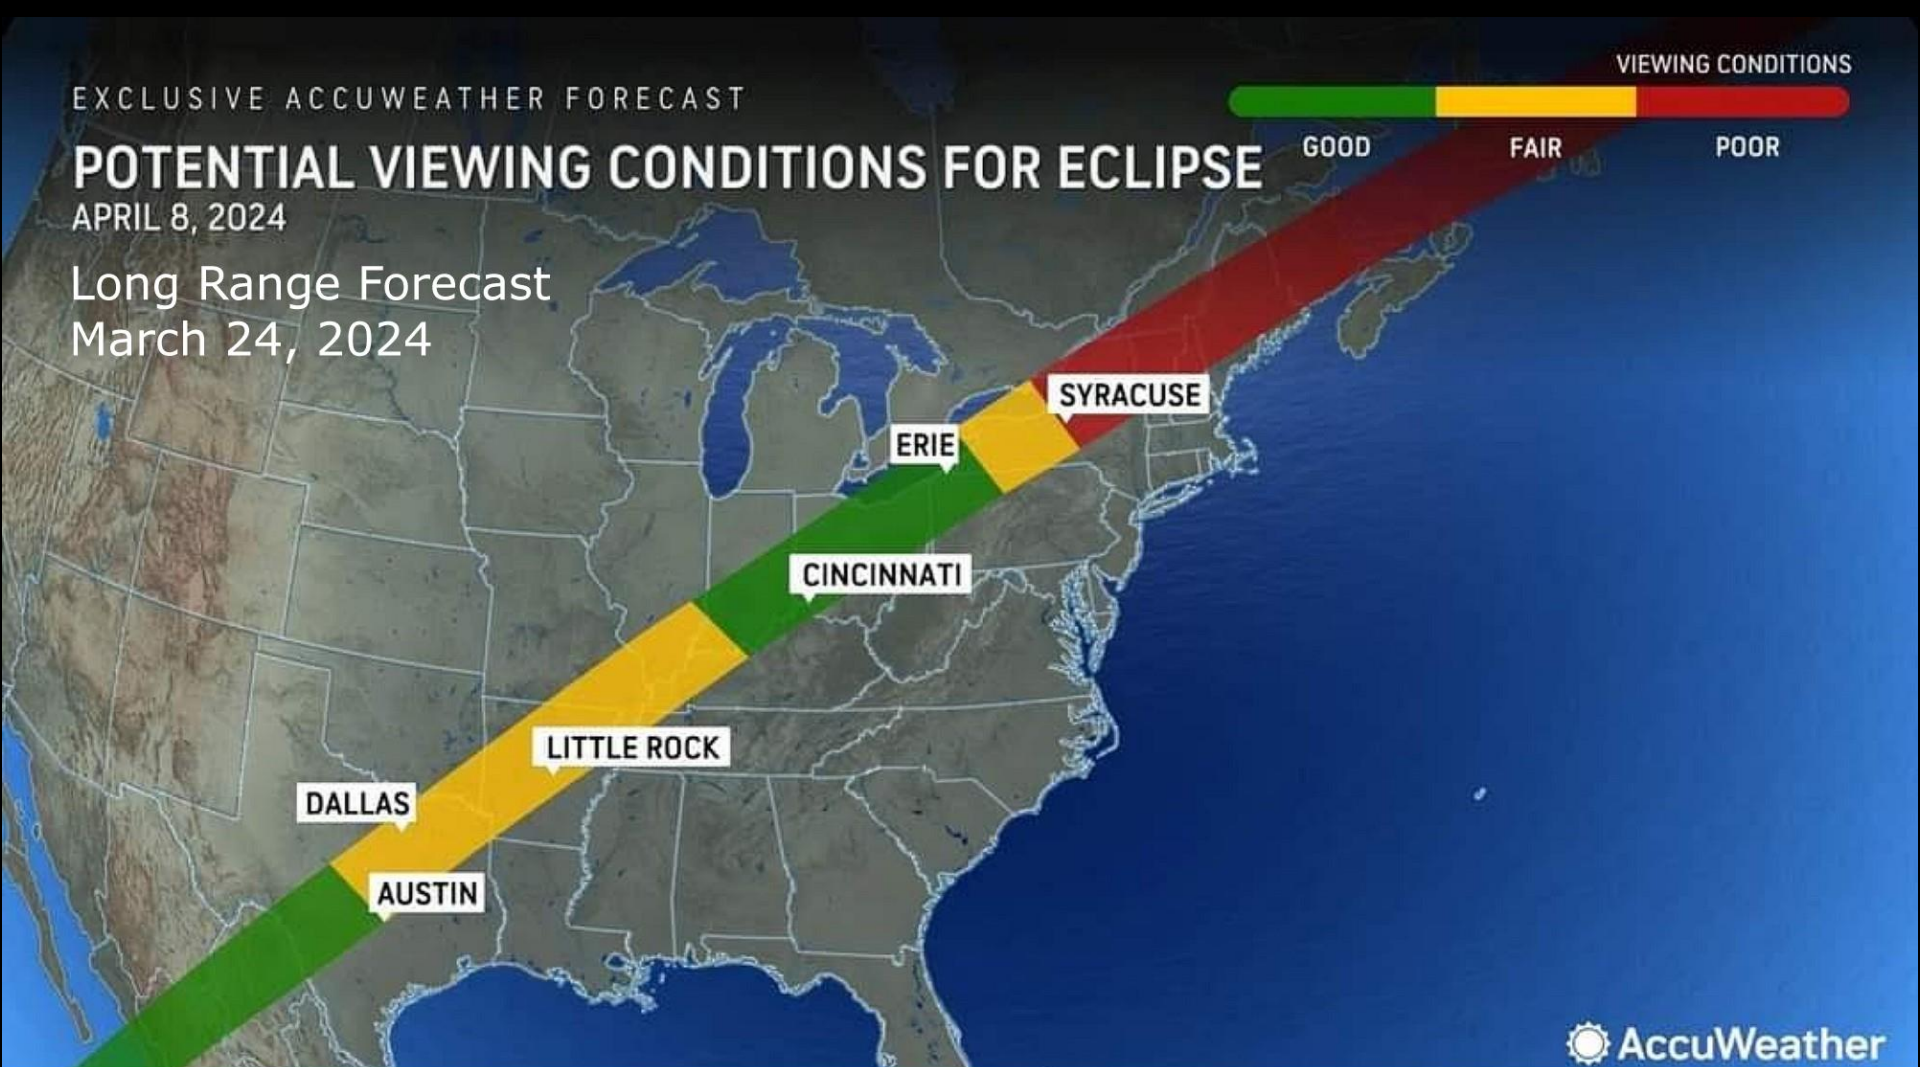 EXCLUSIVE ACCUWEATHER FORECAST
POTENTIAL VIEWING CONDITIONS FOR ECLIPSE
APRIL 8, 2024
Long Range Forecast
March 24, 2024
VIEWING CONDITIONS
GOOD FAIR POOR
SYRACUSE
ERIE
CINCINNATI
LITTLE ROCK
DALLAS
AUSTIN
AccuWeather